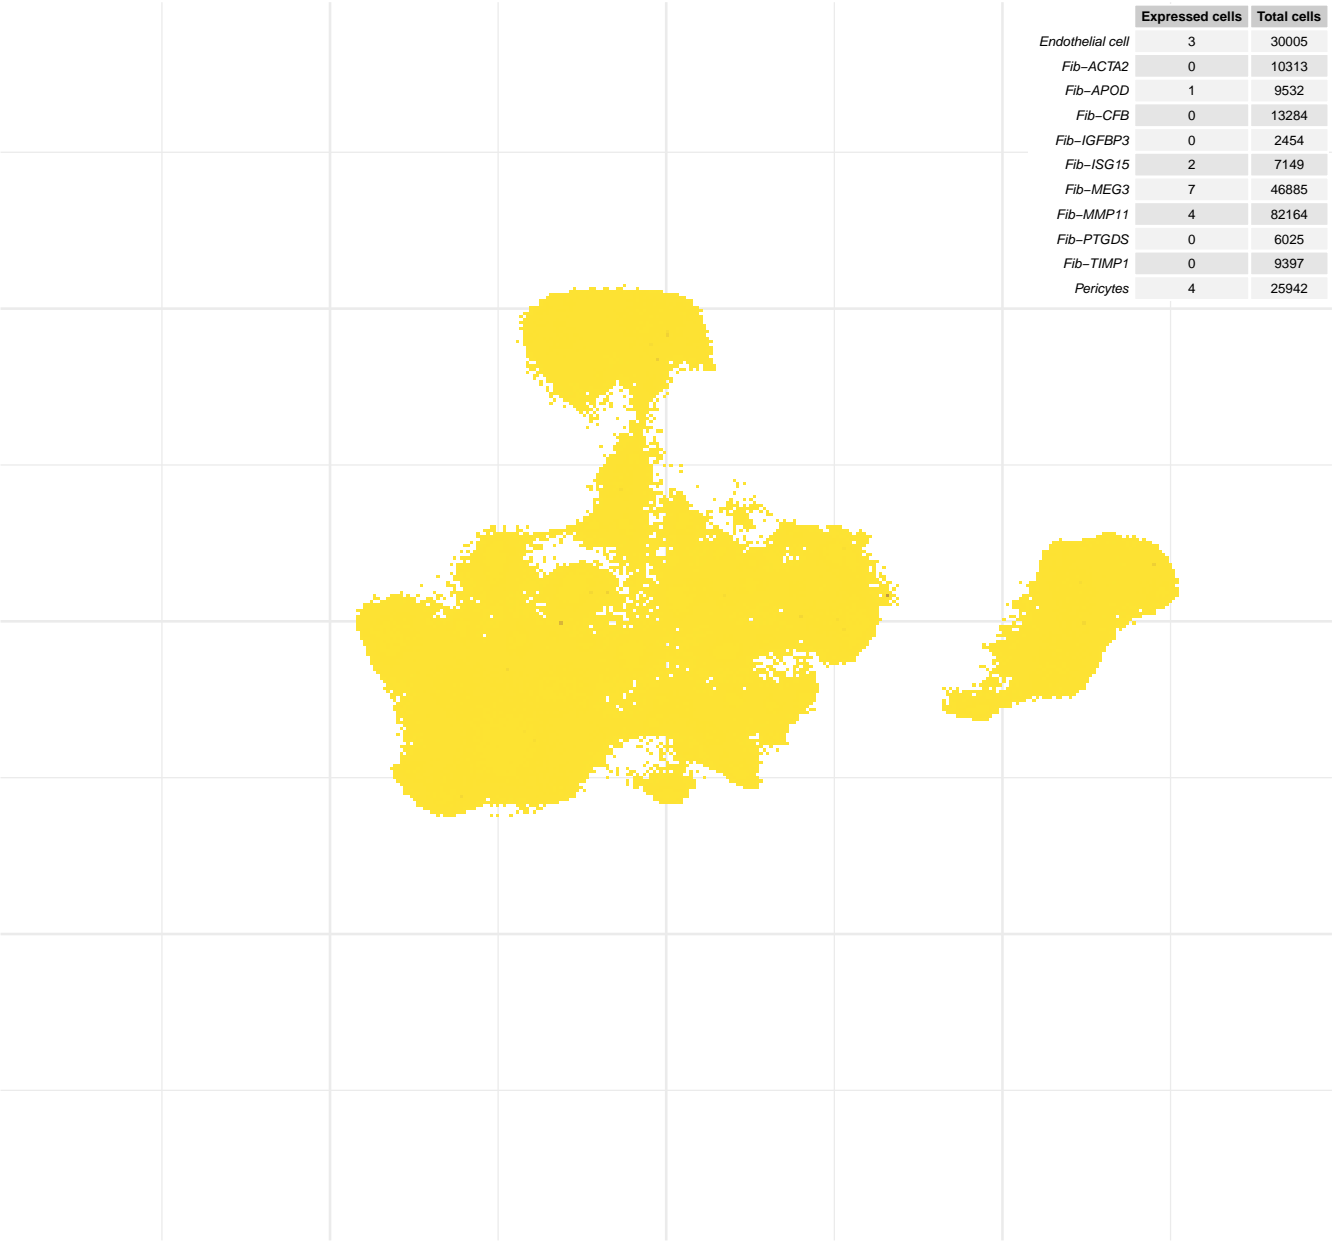 Expressed cells Total cells
Endothelial cell 3 30005
Fib−ACTA2 0 10313
Fib−APOD 1 9532
Fib−CFB 0 13284
Fib−IGFBP3 0 2454
Fib−ISG15 2 7149
Fib−MEG3 7 46885
Fib−MMP11 4 82164
Fib−PTGDS 0 6025
Fib−TIMP1 0 9397
Pericytes 4 25942